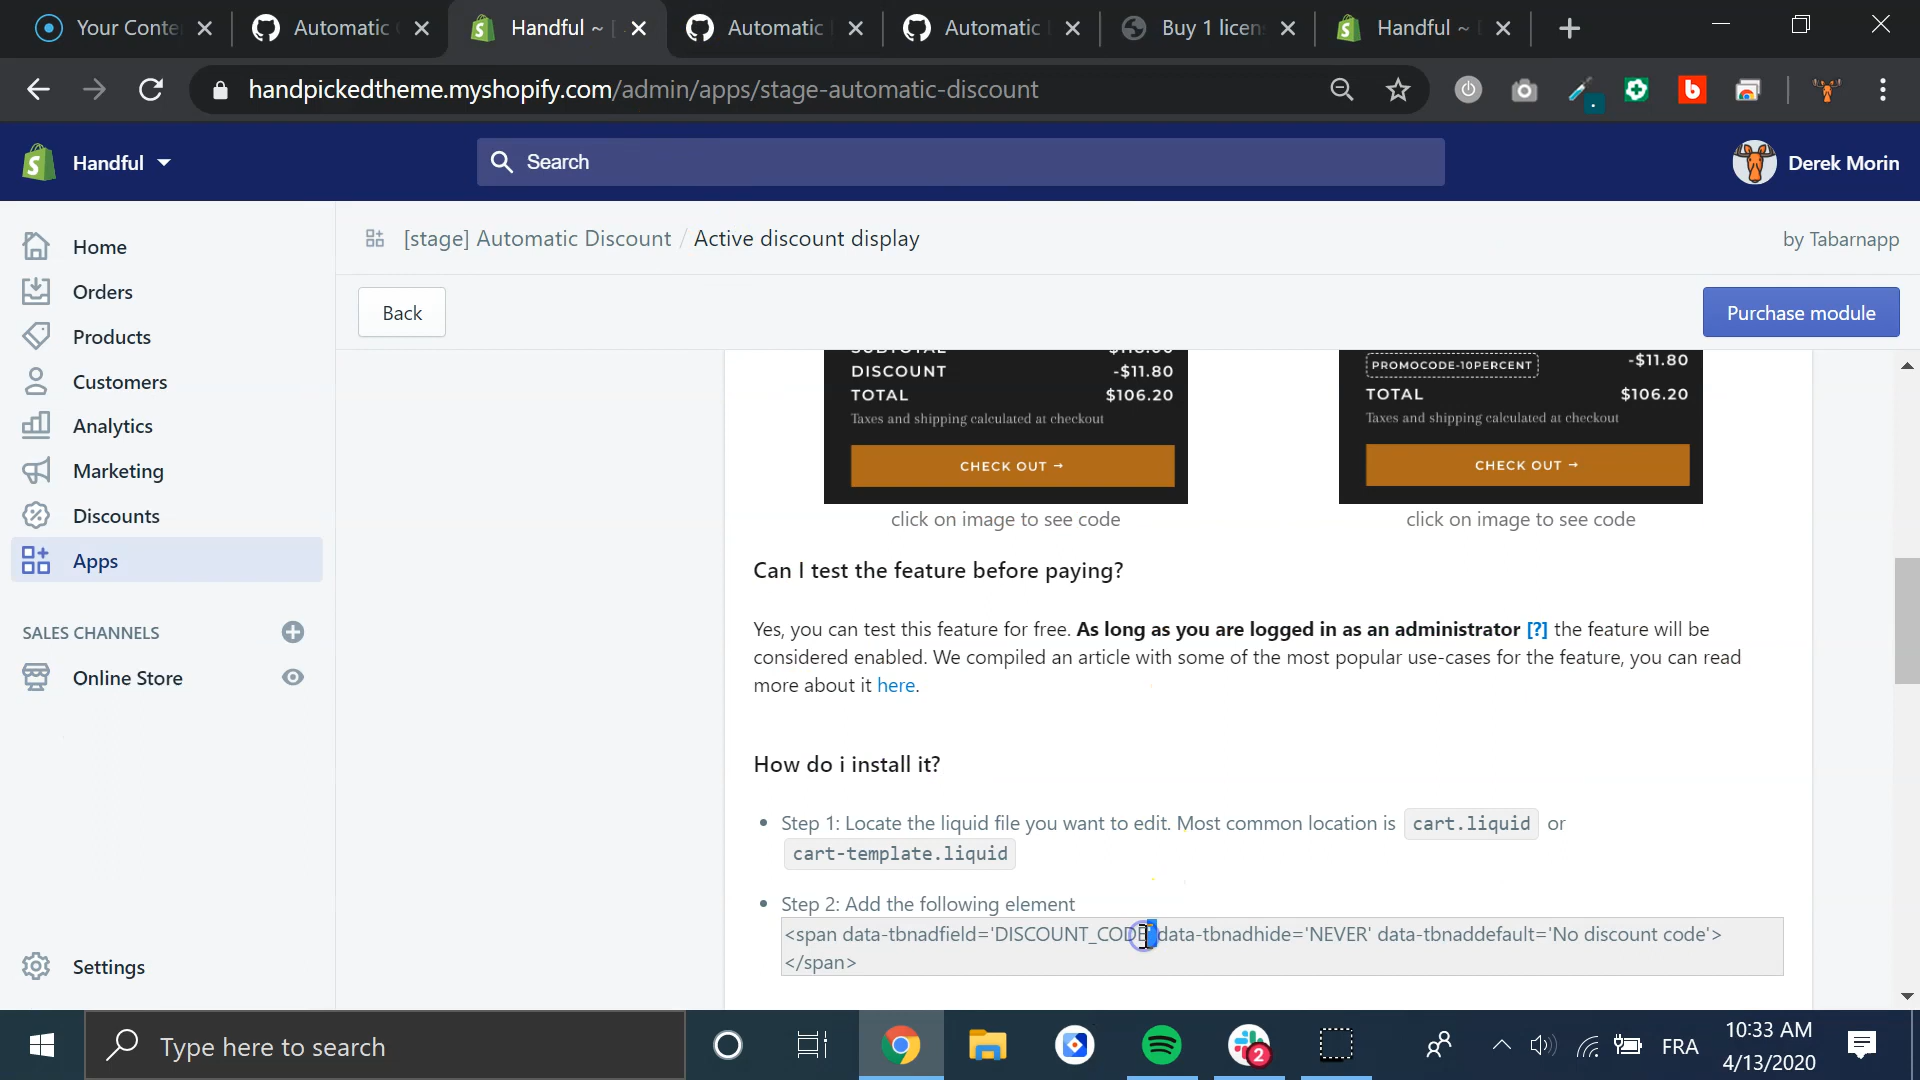 Your Conte
Automatic
Handful ~
Automatic
Automatic
Buy 1 licen
Handful ~
handpickedtheme.myshopify.com/admin/apps/stage-automatic-discount
Handful
Search
Derek Morin
Home
Orders
Products
Customers
Analytics
Marketing
Discounts
Apps
SALES CHANNELS
Online Store
Settings
[stage] Automatic Discount / Active discount display
by Tabarnapp
Back
Purchase module
DISCOUNT -$11.80
TOTAL $106.20
Taxes and shipping calculated at checkout
CHECK OUT →
click on image to see code
PROMOCODE-10PERCENT -$11.80
TOTAL $106.20
Taxes and shipping calculated at checkout
CHECK OUT →
click on image to see code
Can I test the feature before paying?
Yes, you can test this feature for free. As long as you are logged in as an administrator [?] the feature will be
considered enabled. We compiled an article with some of the most popular use-cases for the feature, you can read
more about it here.
How do i install it?
Step 1: Locate the liquid file you want to edit. Most common location is cart.liquid or
cart-template.liquid
Step 2: Add the following element
<span data-tbnadfield='DISCOUNT_CODE' data-tbnadhide='NEVER' data-tbnaddefault='No discount code'>
</span>
Type here to search
2
FRA
10:33 AM
4/13/2020